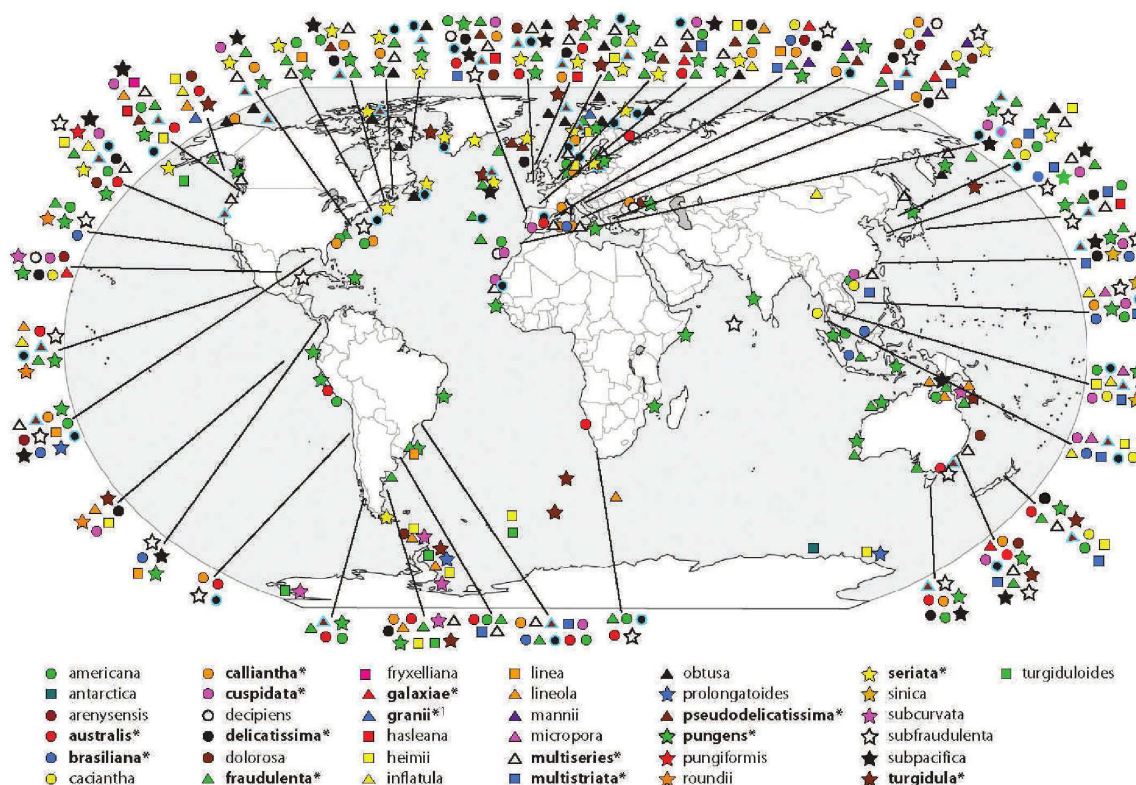 americana
antarctica
arenysensis
australis*
brasiliana*
caciantha
calliantha*
cuspidata*
decipiens
delicatissima*
dolorosa
fraudulenta*
fryxelliana
galaxiae*
granii*¹
hasleana
heimii
inflatula
linea
lineola
mannii
micropora
multiseries*
multistriata*
obtusa
prolongatoides
pseudodelicatissima*
pungens*
pungiformis
roundii
seriata*
sinica
subcurvata
subfraudulenta
subpacifica
turgidula*
turgiduloides